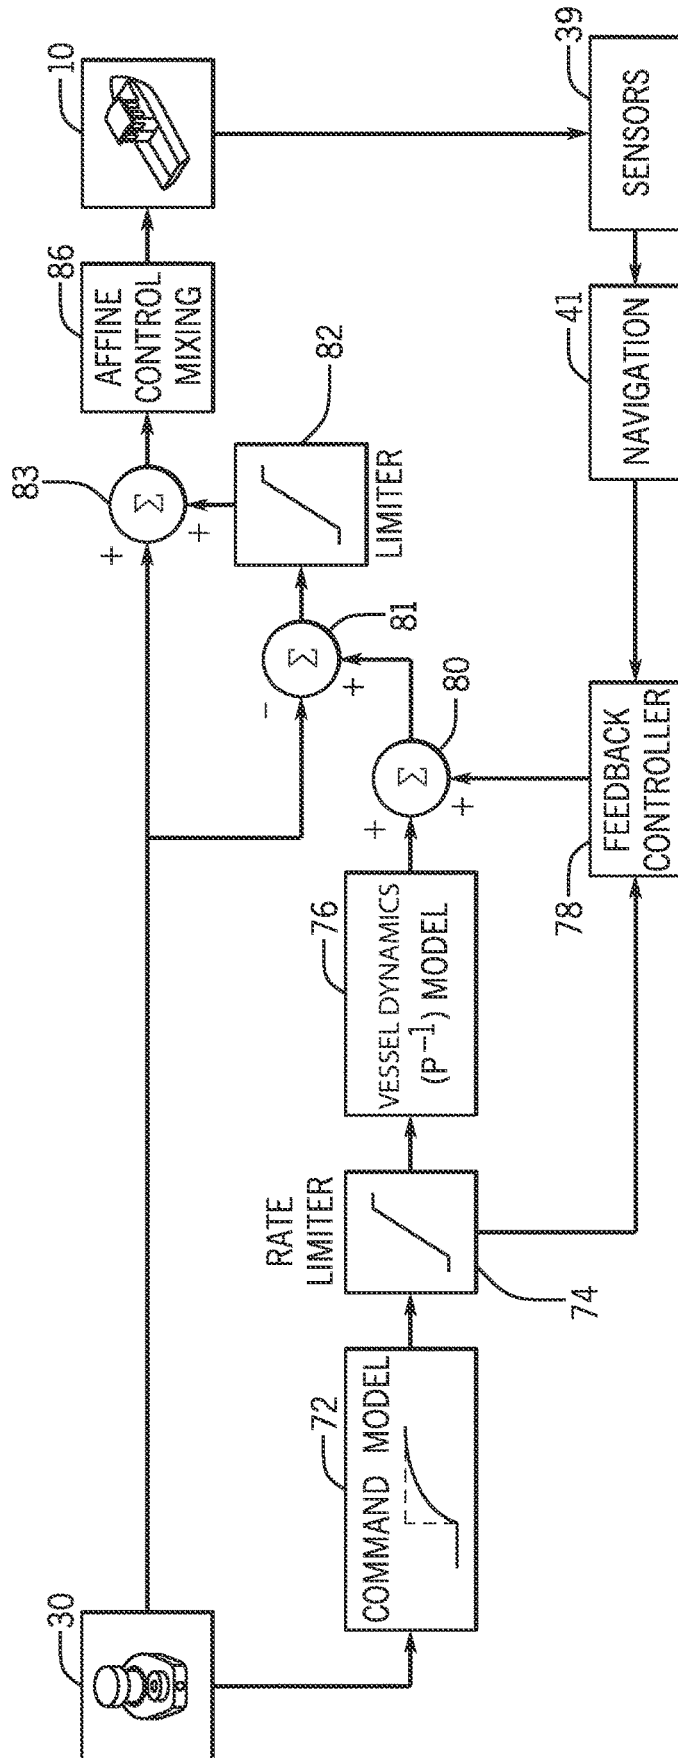 30
72
COMMAND MODEL
RATE
LIMITER
74
76
VESSEL DYNAMICS
(P⁻¹) MODEL
78
FEEDBACK
CONTROLLER
+
+
Σ
80
-
+
Σ
81
LIMITER
82
+
+
Σ
83
AFFINE
CONTROL
MIXING
86
10
NAVIGATION
41
SENSORS
39